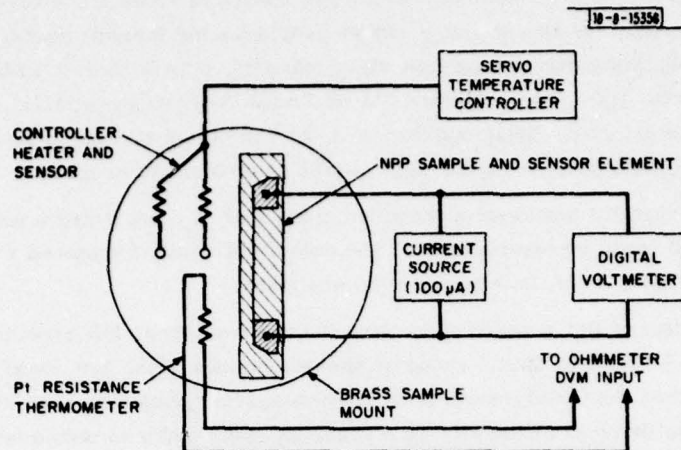 18-8-15356
SERVO
TEMPERATURE
CONTROLLER
CONTROLLER
HEATER AND
SENSOR
NPP SAMPLE AND SENSOR ELEMENT
CURRENT
SOURCE
(100 μA)
DIGITAL
VOLTMETER
Pt RESISTANCE
THERMOMETER
BRASS SAMPLE
MOUNT
TO OHMMETER
DVM INPUT